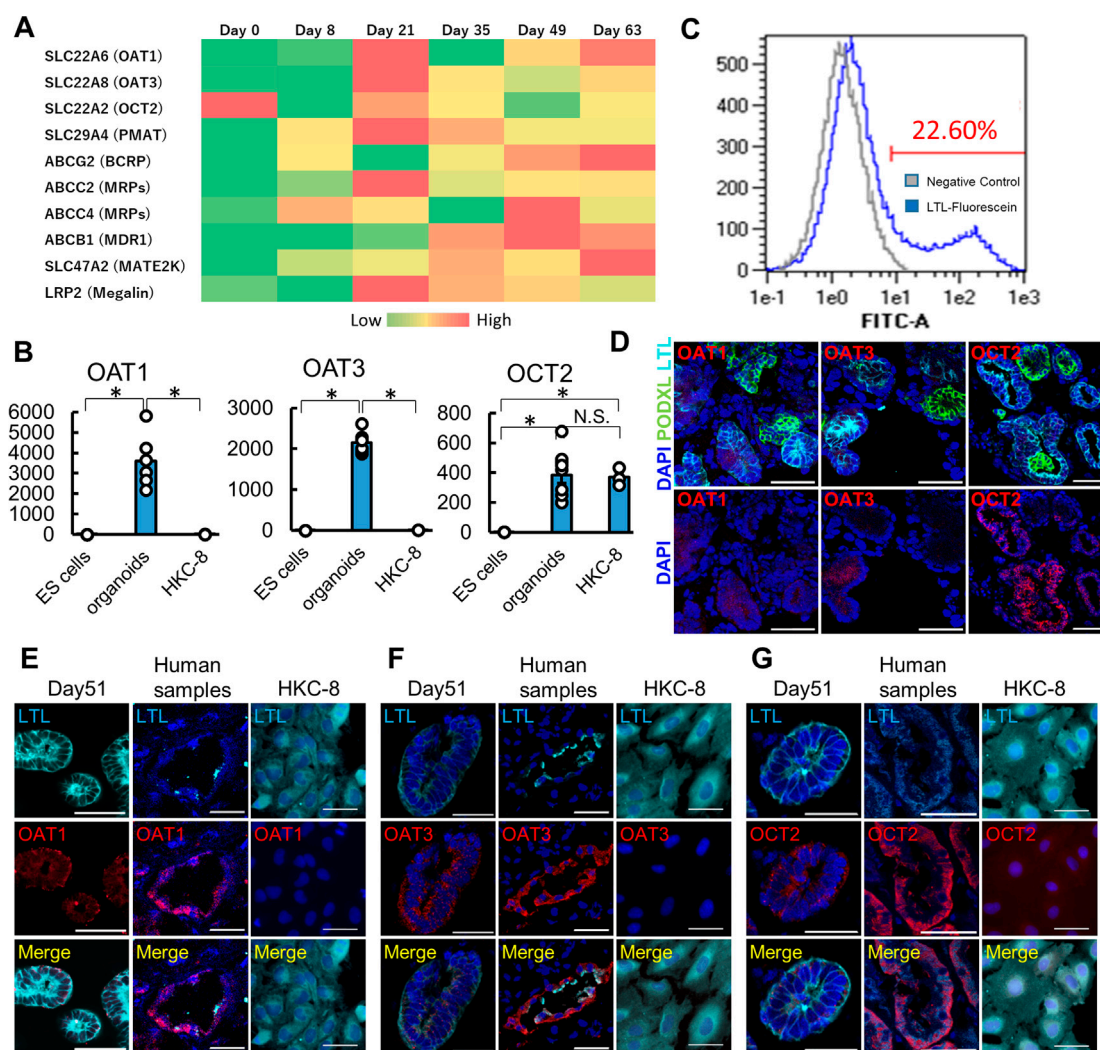 A
Day 0 Day 8 Day 21 Day 35 Day 49 Day 63
SLC22A6 (OAT1)
SLC22A8 (OAT3)
SLC22A2 (OCT2)
SLC29A4 (PMAT)
ABCG2 (BCRP)
ABCC2 (MRPs)
ABCC4 (MRPs)
ABCB1 (MDR1)
SLC47A2 (MATE2K)
LRP2 (Megalin)
Low High
B
OAT1
* *
6000
5000
4000
3000
2000
1000
0
ES cells organoids HKC-8
OAT3
* *
3000
2000
1000
0
ES cells organoids HKC-8
OCT2
*
* N.S.
800
600
400
200
0
ES cells organoids HKC-8
C
500
400
300
200
100
0
22.60%
Negative Control
LTL-Fluorescein
1e-1 1e0 1e1 1e2 1e3
FITC-A
D
DAPI PODXL LTL
OAT1 OAT3 OCT2
DAPI
OAT1 OAT3 OCT2
E
Day51 Human samples HKC-8
LTL LTL LTL
OAT1 OAT1 OAT1
Merge Merge Merge
F
Day51 Human samples HKC-8
LTL LTL LTL
OAT3 OAT3 OAT3
Merge Merge Merge
G
Day51 Human samples HKC-8
LTL LTL LTL
OCT2 OCT2 OCT2
Merge Merge Merge